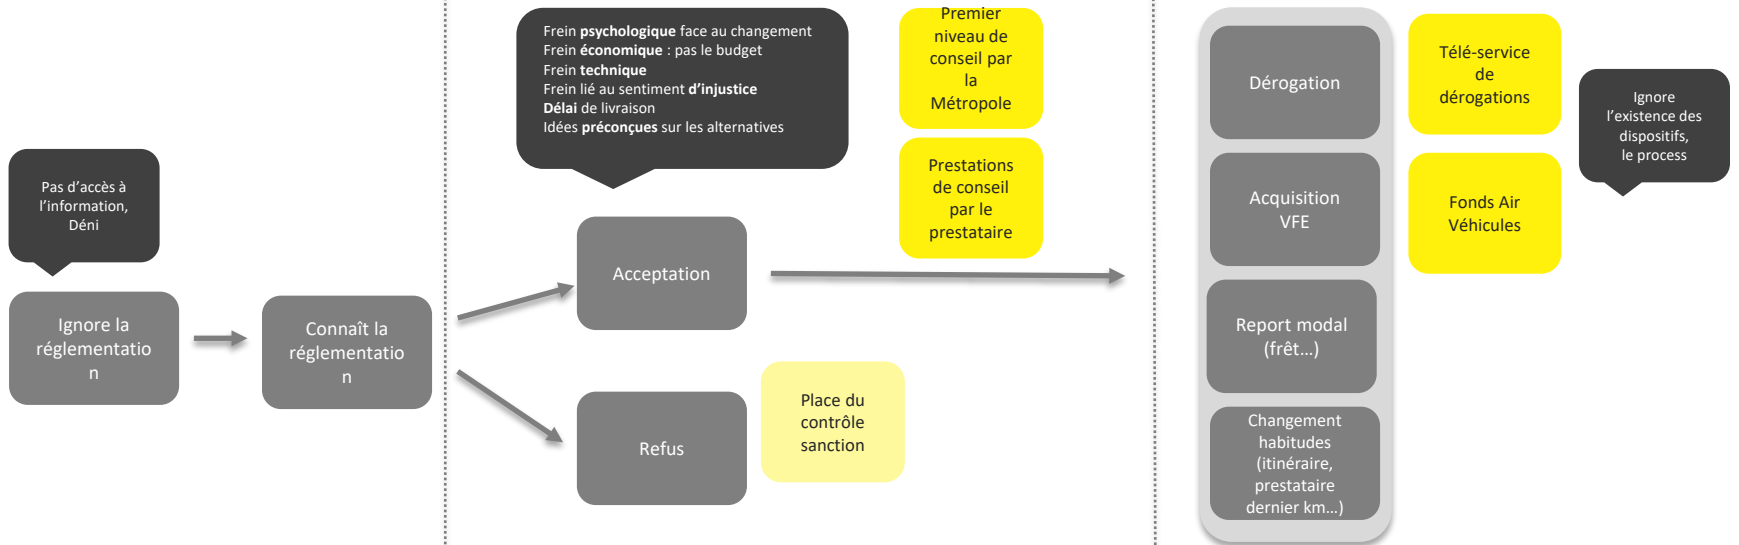 Pas d’accès à
l’information,
Déni
Ignore la
réglementatio
n
Connaît la
réglementatio
n
Frein psychologique face au changement
Frein économique : pas le budget
Frein technique
Frein lié au sentiment d’injustice
Délai de livraison
Idées préconçues sur les alternatives
Acceptation
Refus
Place du
contrôle
sanction
Premier
niveau de
conseil par
la
Métropole
Prestations
de conseil
par le
prestataire
Dérogation
Acquisition
VFE
Report modal
(frêt…)
Changement
habitudes
(itinéraire,
prestataire
dernier km…)
Télé-service
de
dérogations
Fonds Air
Véhicules
Ignore
l’existence des
dispositifs,
le process